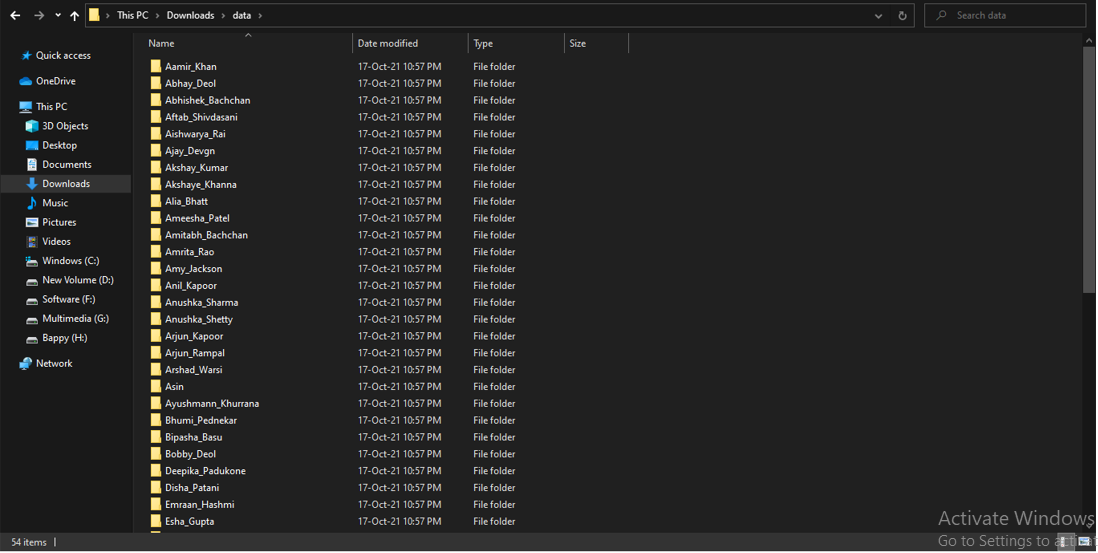 This PC > Downloads > data >
Search data
Quick access
OneDrive
This PC
3D Objects
Desktop
Documents
Downloads
Music
Pictures
Videos
Windows (C:)
New Volume (D:)
Software (F:)
Multimedia (G:)
Bappy (H:)
Network
Name Date modified Type Size
Aamir_Khan 17-Oct-21 10:57 PM File folder
Abhay_Deol 17-Oct-21 10:57 PM File folder
Abhishek_Bachchan 17-Oct-21 10:57 PM File folder
Aftab_Shivdasani 17-Oct-21 10:57 PM File folder
Aishwarya_Rai 17-Oct-21 10:57 PM File folder
Ajay_Devgn 17-Oct-21 10:57 PM File folder
Akshay_Kumar 17-Oct-21 10:57 PM File folder
Akshaye_Khanna 17-Oct-21 10:57 PM File folder
Alia_Bhatt 17-Oct-21 10:57 PM File folder
Ameesha_Patel 17-Oct-21 10:57 PM File folder
Amitabh_Bachchan 17-Oct-21 10:57 PM File folder
Amrita_Rao 17-Oct-21 10:57 PM File folder
Amy_Jackson 17-Oct-21 10:57 PM File folder
Anil_Kapoor 17-Oct-21 10:57 PM File folder
Anushka_Sharma 17-Oct-21 10:57 PM File folder
Anushka_Shetty 17-Oct-21 10:57 PM File folder
Arjun_Kapoor 17-Oct-21 10:57 PM File folder
Arjun_Rampal 17-Oct-21 10:57 PM File folder
Arshad_Warsi 17-Oct-21 10:57 PM File folder
Asin 17-Oct-21 10:57 PM File folder
Ayushmann_Khurrana 17-Oct-21 10:57 PM File folder
Bhumi_Pednekar 17-Oct-21 10:57 PM File folder
Bipasha_Basu 17-Oct-21 10:57 PM File folder
Bobby_Deol 17-Oct-21 10:57 PM File folder
Deepika_Padukone 17-Oct-21 10:57 PM File folder
Disha_Patani 17-Oct-21 10:57 PM File folder
Emraan_Hashmi 17-Oct-21 10:57 PM File folder
Esha_Gupta 17-Oct-21 10:57 PM File folder
Activate Windows
Go to Settings to
54 items